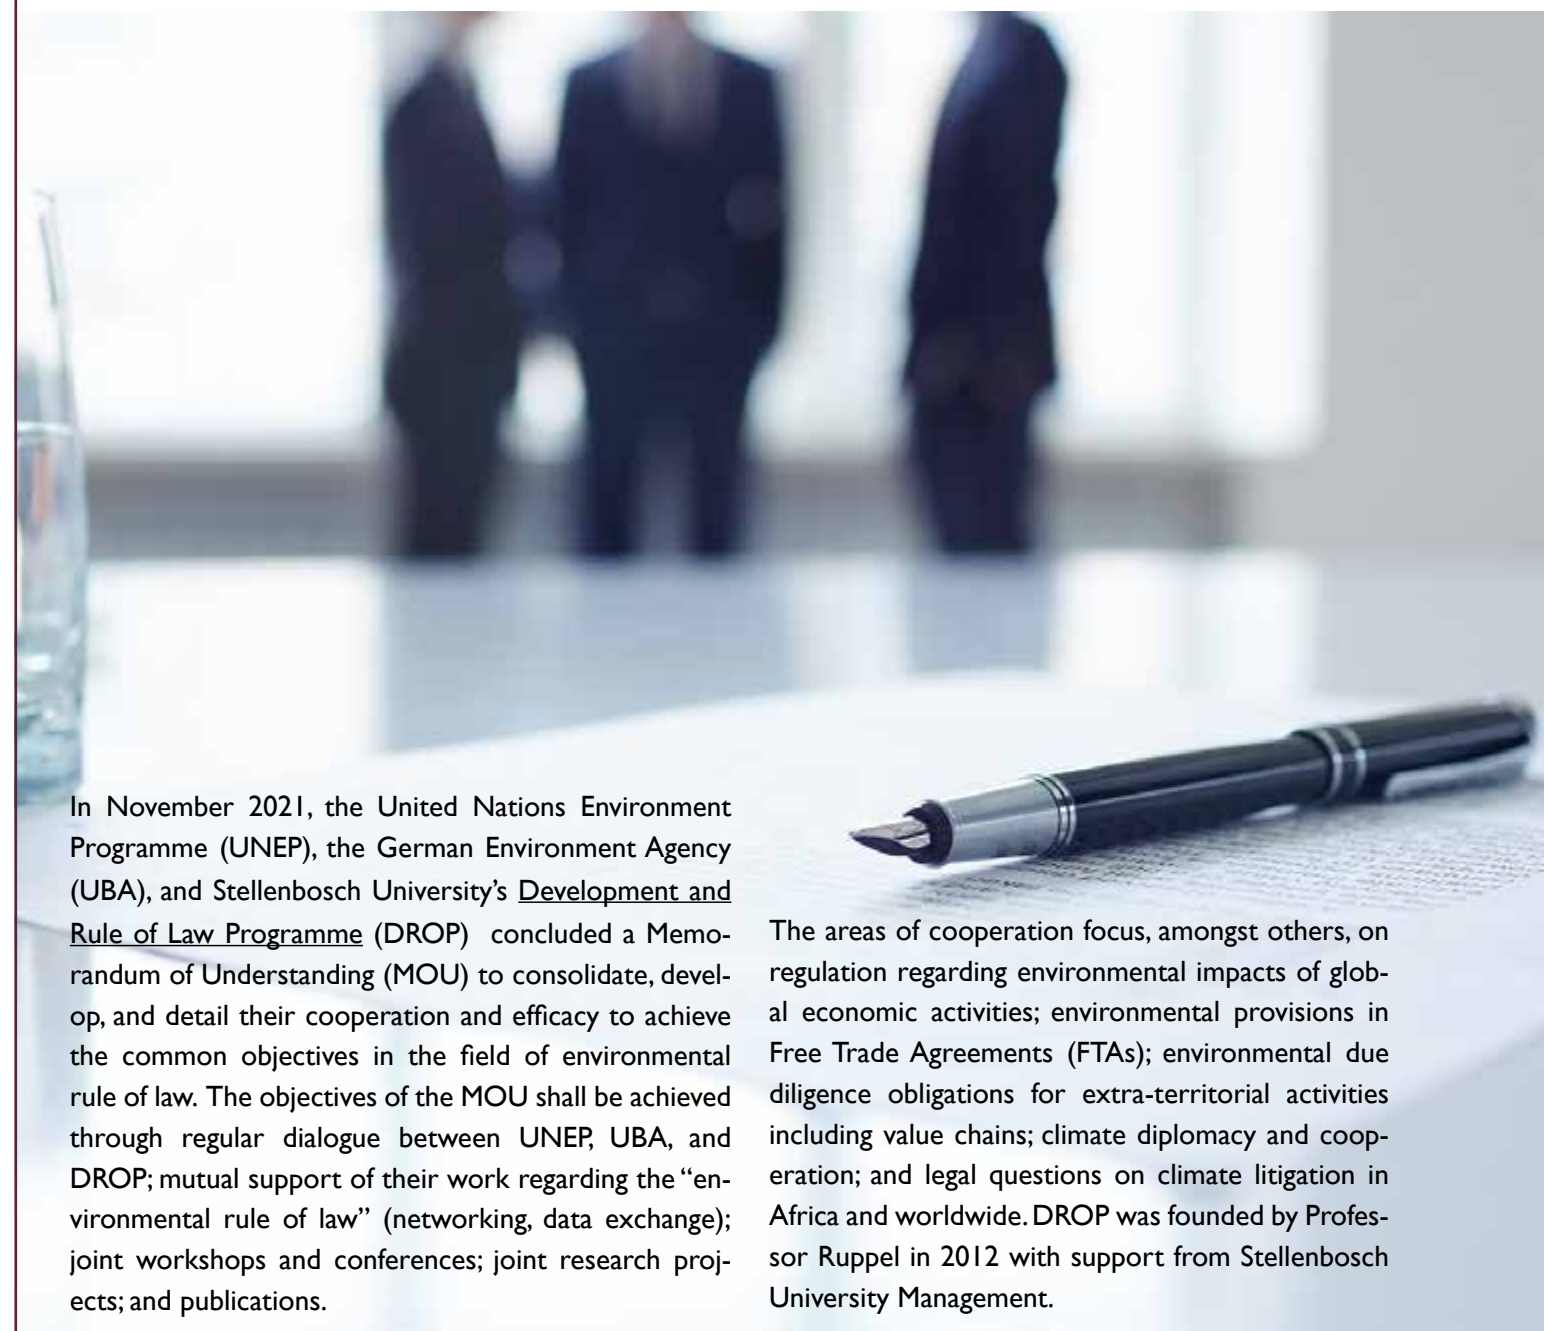 In November 2021, the United Nations Environment
Programme (UNEP), the German Environment Agency
(UBA), and Stellenbosch University’s Development and
Rule of Law Programme (DROP) concluded a Memo-
randum of Understanding (MOU) to consolidate, devel-
op, and detail their cooperation and efficacy to achieve
the common objectives in the field of environmental
rule of law. The objectives of the MOU shall be achieved
through regular dialogue between UNEP, UBA, and
DROP; mutual support of their work regarding the “en-
vironmental rule of law” (networking, data exchange);
joint workshops and conferences; joint research proj-
ects; and publications.
The areas of cooperation focus, amongst others, on
regulation regarding environmental impacts of glob-
al economic activities; environmental provisions in
Free Trade Agreements (FTAs); environmental due
diligence obligations for extra-territorial activities
including value chains; climate diplomacy and coop-
eration; and legal questions on climate litigation in
Africa and worldwide. DROP was founded by Profes-
sor Ruppel in 2012 with support from Stellenbosch
University Management.